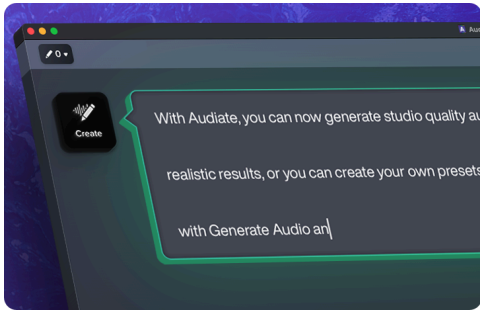 Au
0
Create
With Audiate, you can now generate studio quality au
realistic results, or you can create your own presets
with Generate Audio an